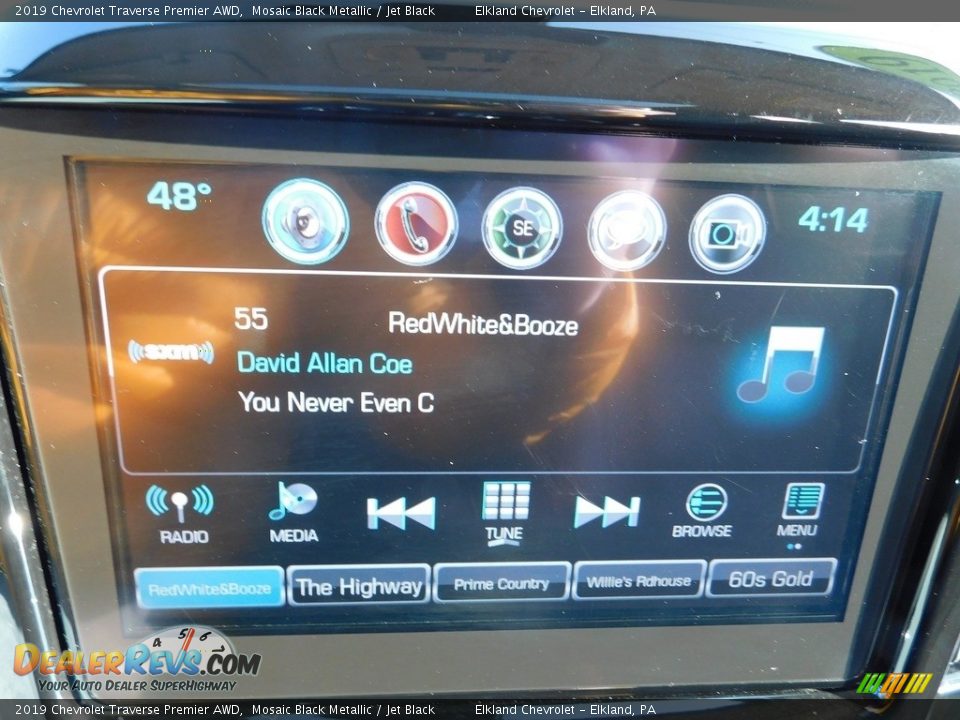 2019 Chevrolet Traverse Premier AWD, Mosaic Black Metallic / Jet Black Elkland Chevrolet - Elkland, PA
48° SE 4:14
55 RedWhite&Booze
((sxm))
David Allan Coe
You Never Even C
RADIO MEDIA TUNE BROWSE MENU
RedWhite&Booze The Highway Prime Country Willie's Rdhouse 60s Gold
4 5 6
DealerRevs.com
Your Auto Dealer SuperHighway
2019 Chevrolet Traverse Premier AWD, Mosaic Black Metallic / Jet Black Elkland Chevrolet - Elkland, PA